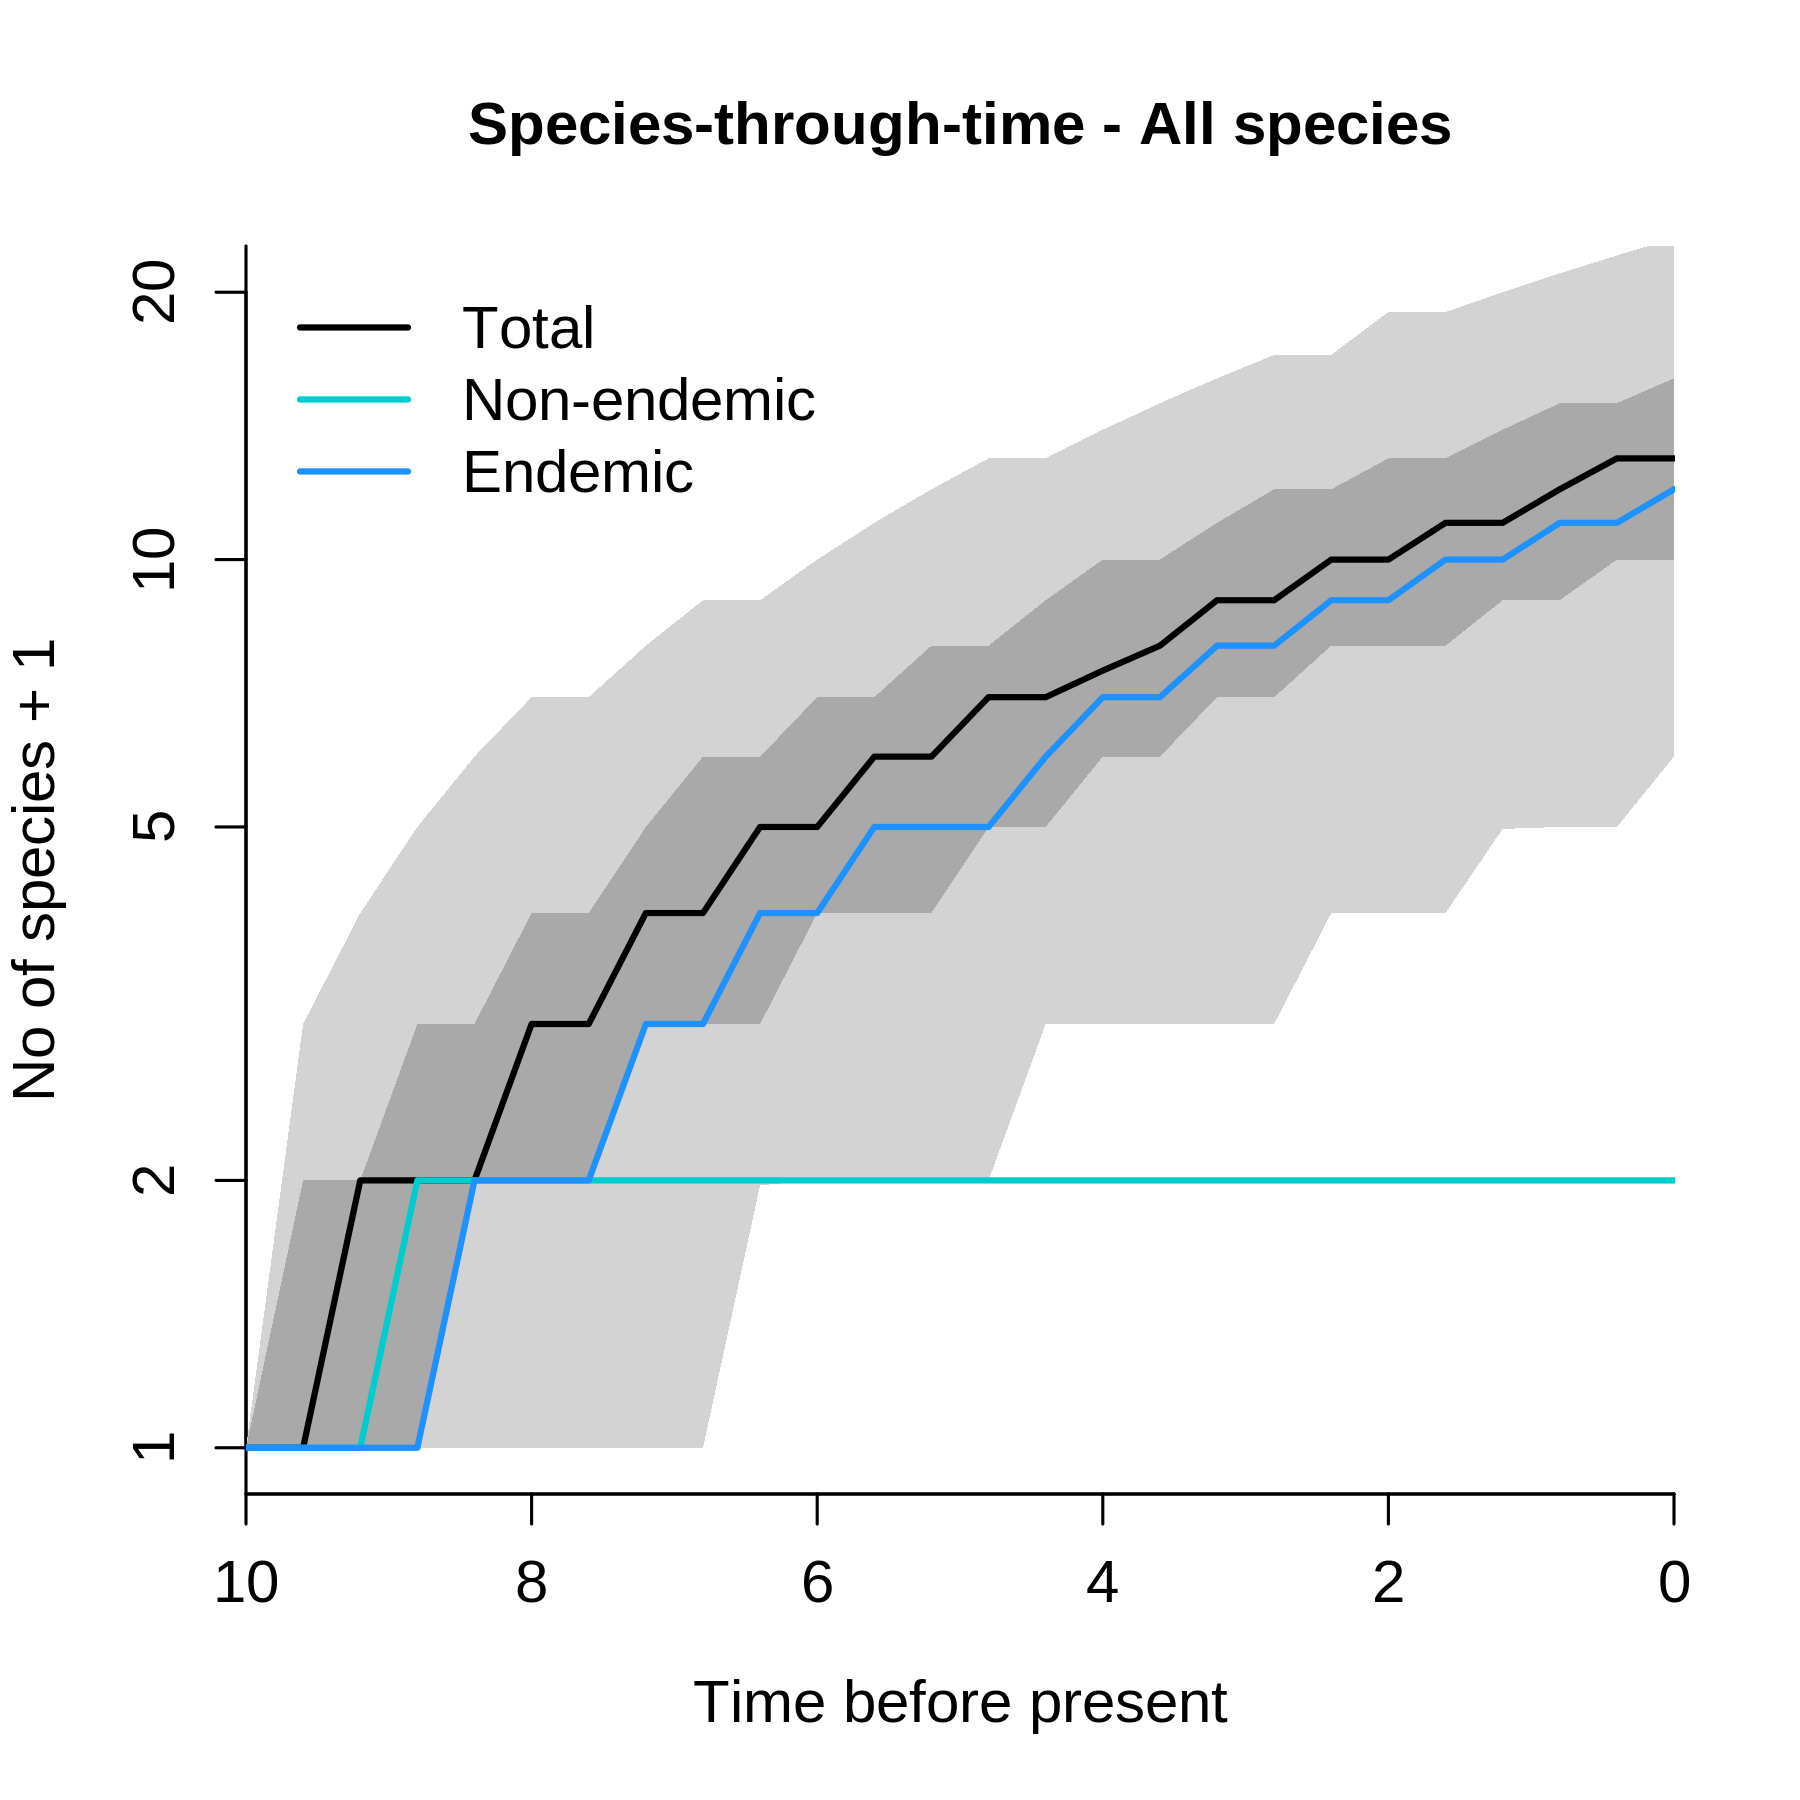 Species-through-time - All species
20
10
5
2
1
No of species + 1
Total
Non-endemic
Endemic
10 8 6 4 2 0
Time before present